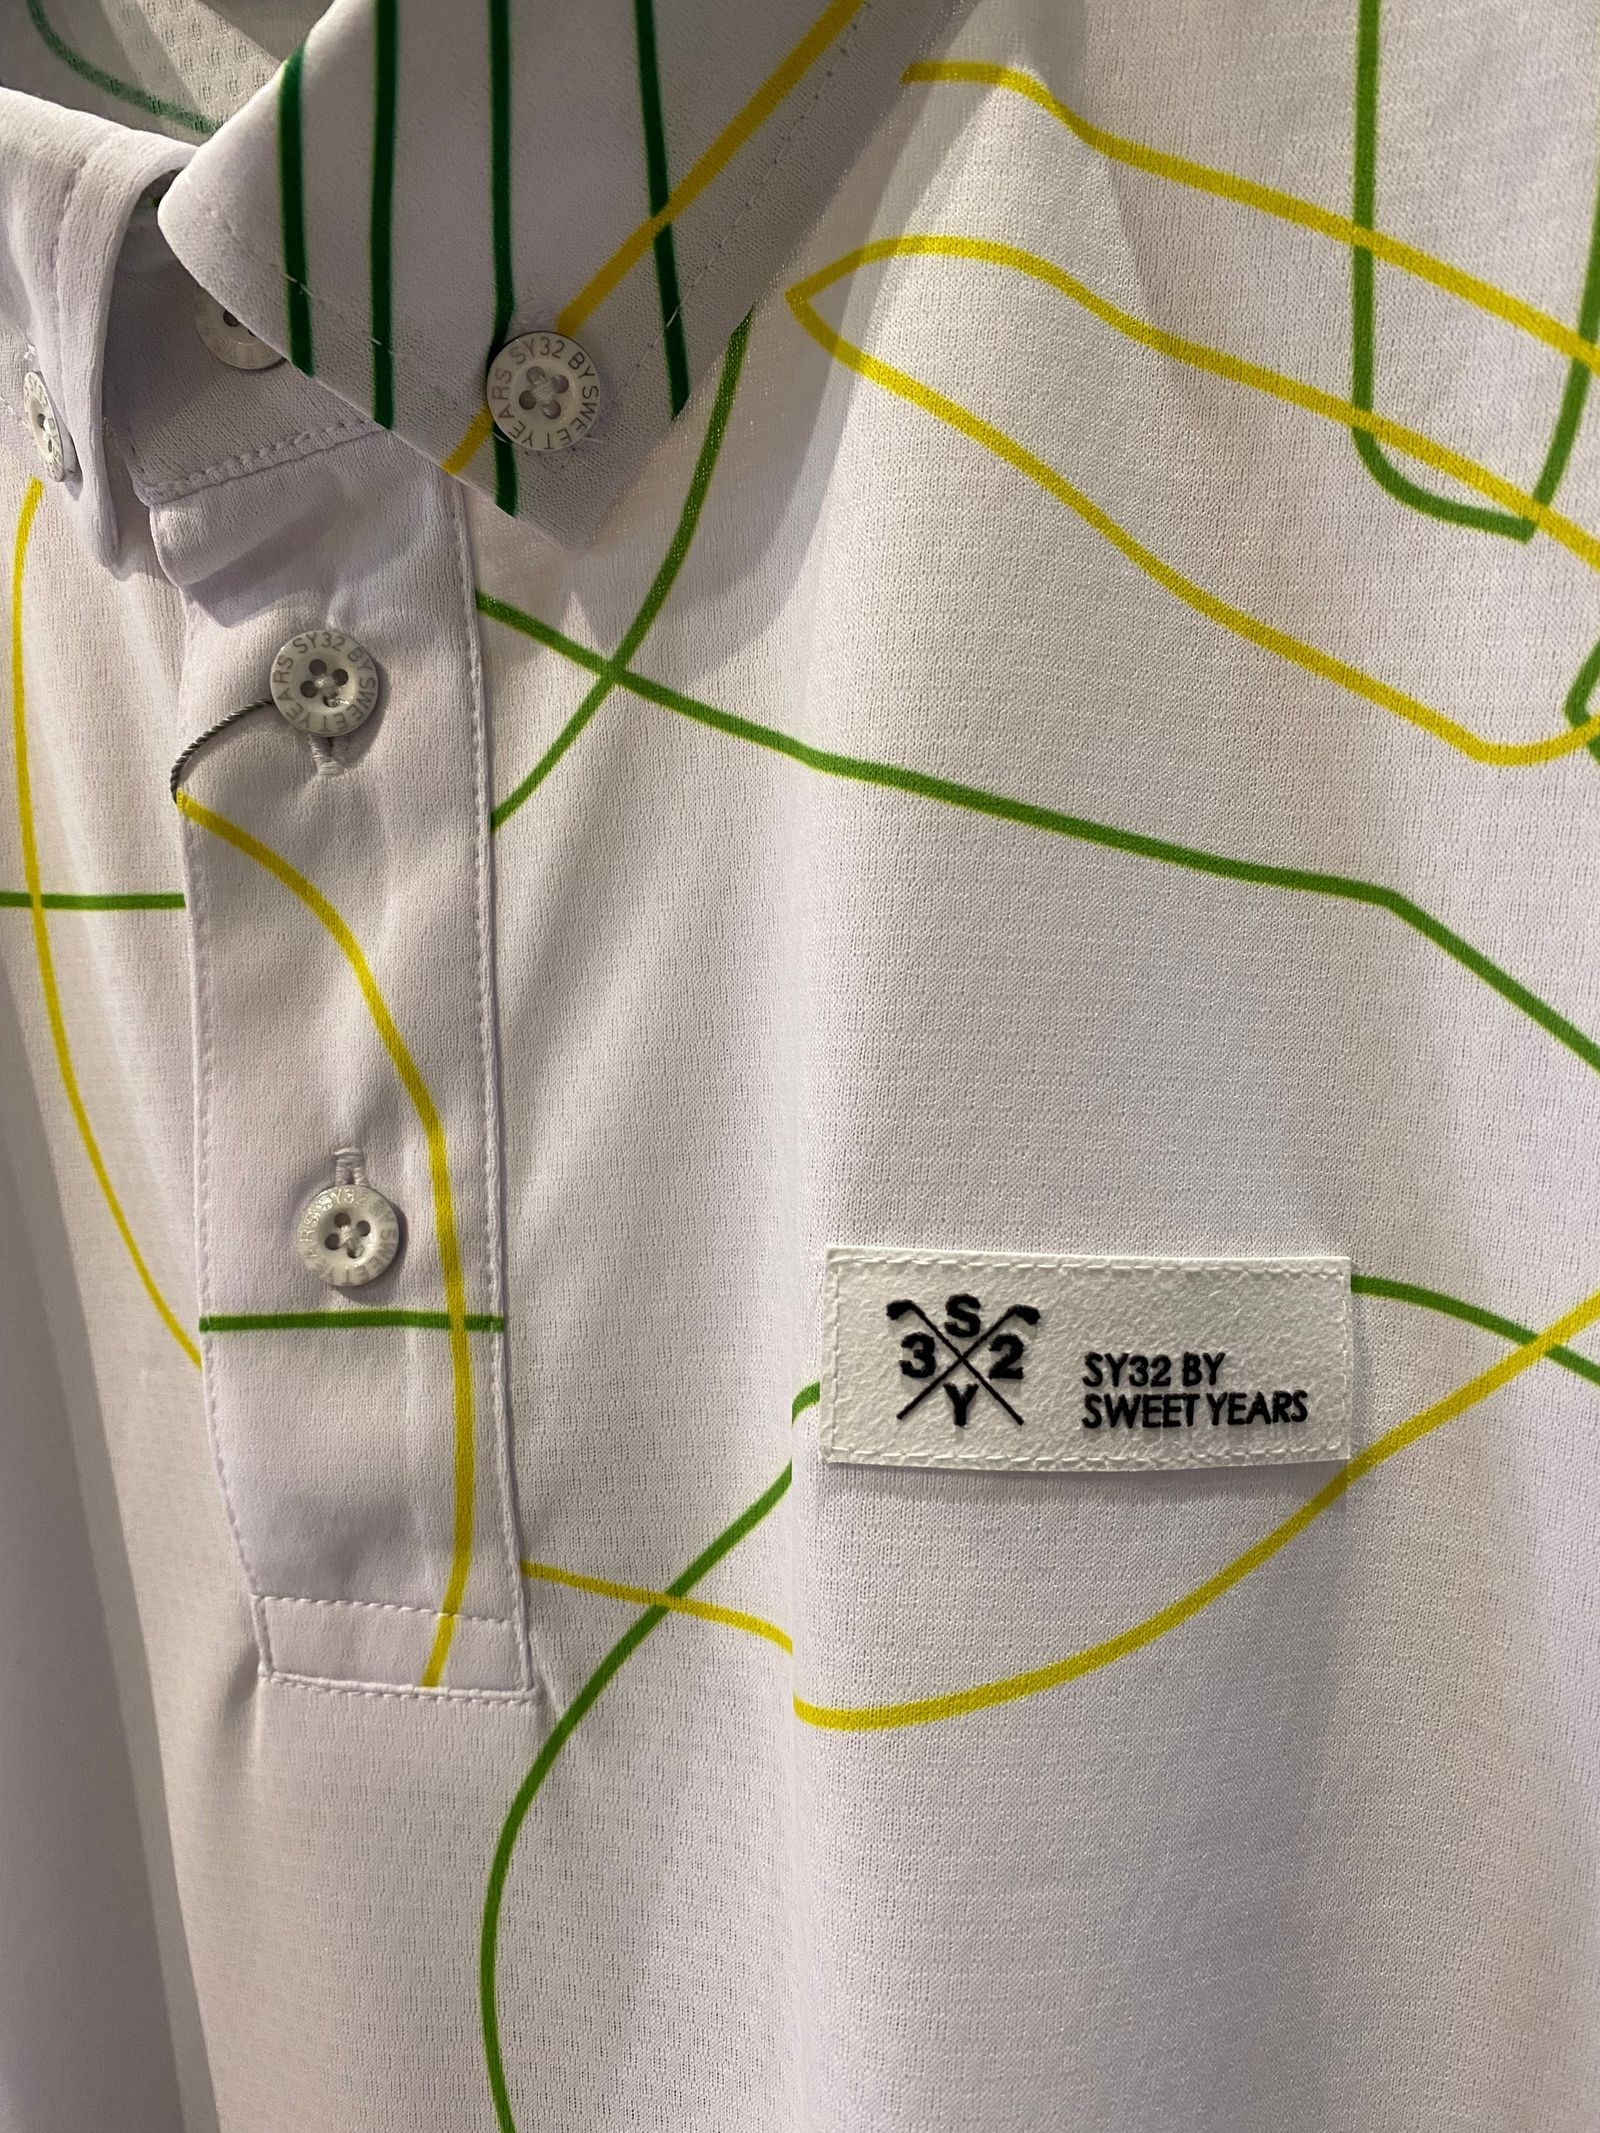 SY32 BY SWEET YEARS
SY32 BY SWEET YEARS
SY32 BY SWEET YEARS
S
3 2
Y
SY32 BY
SWEET YEARS